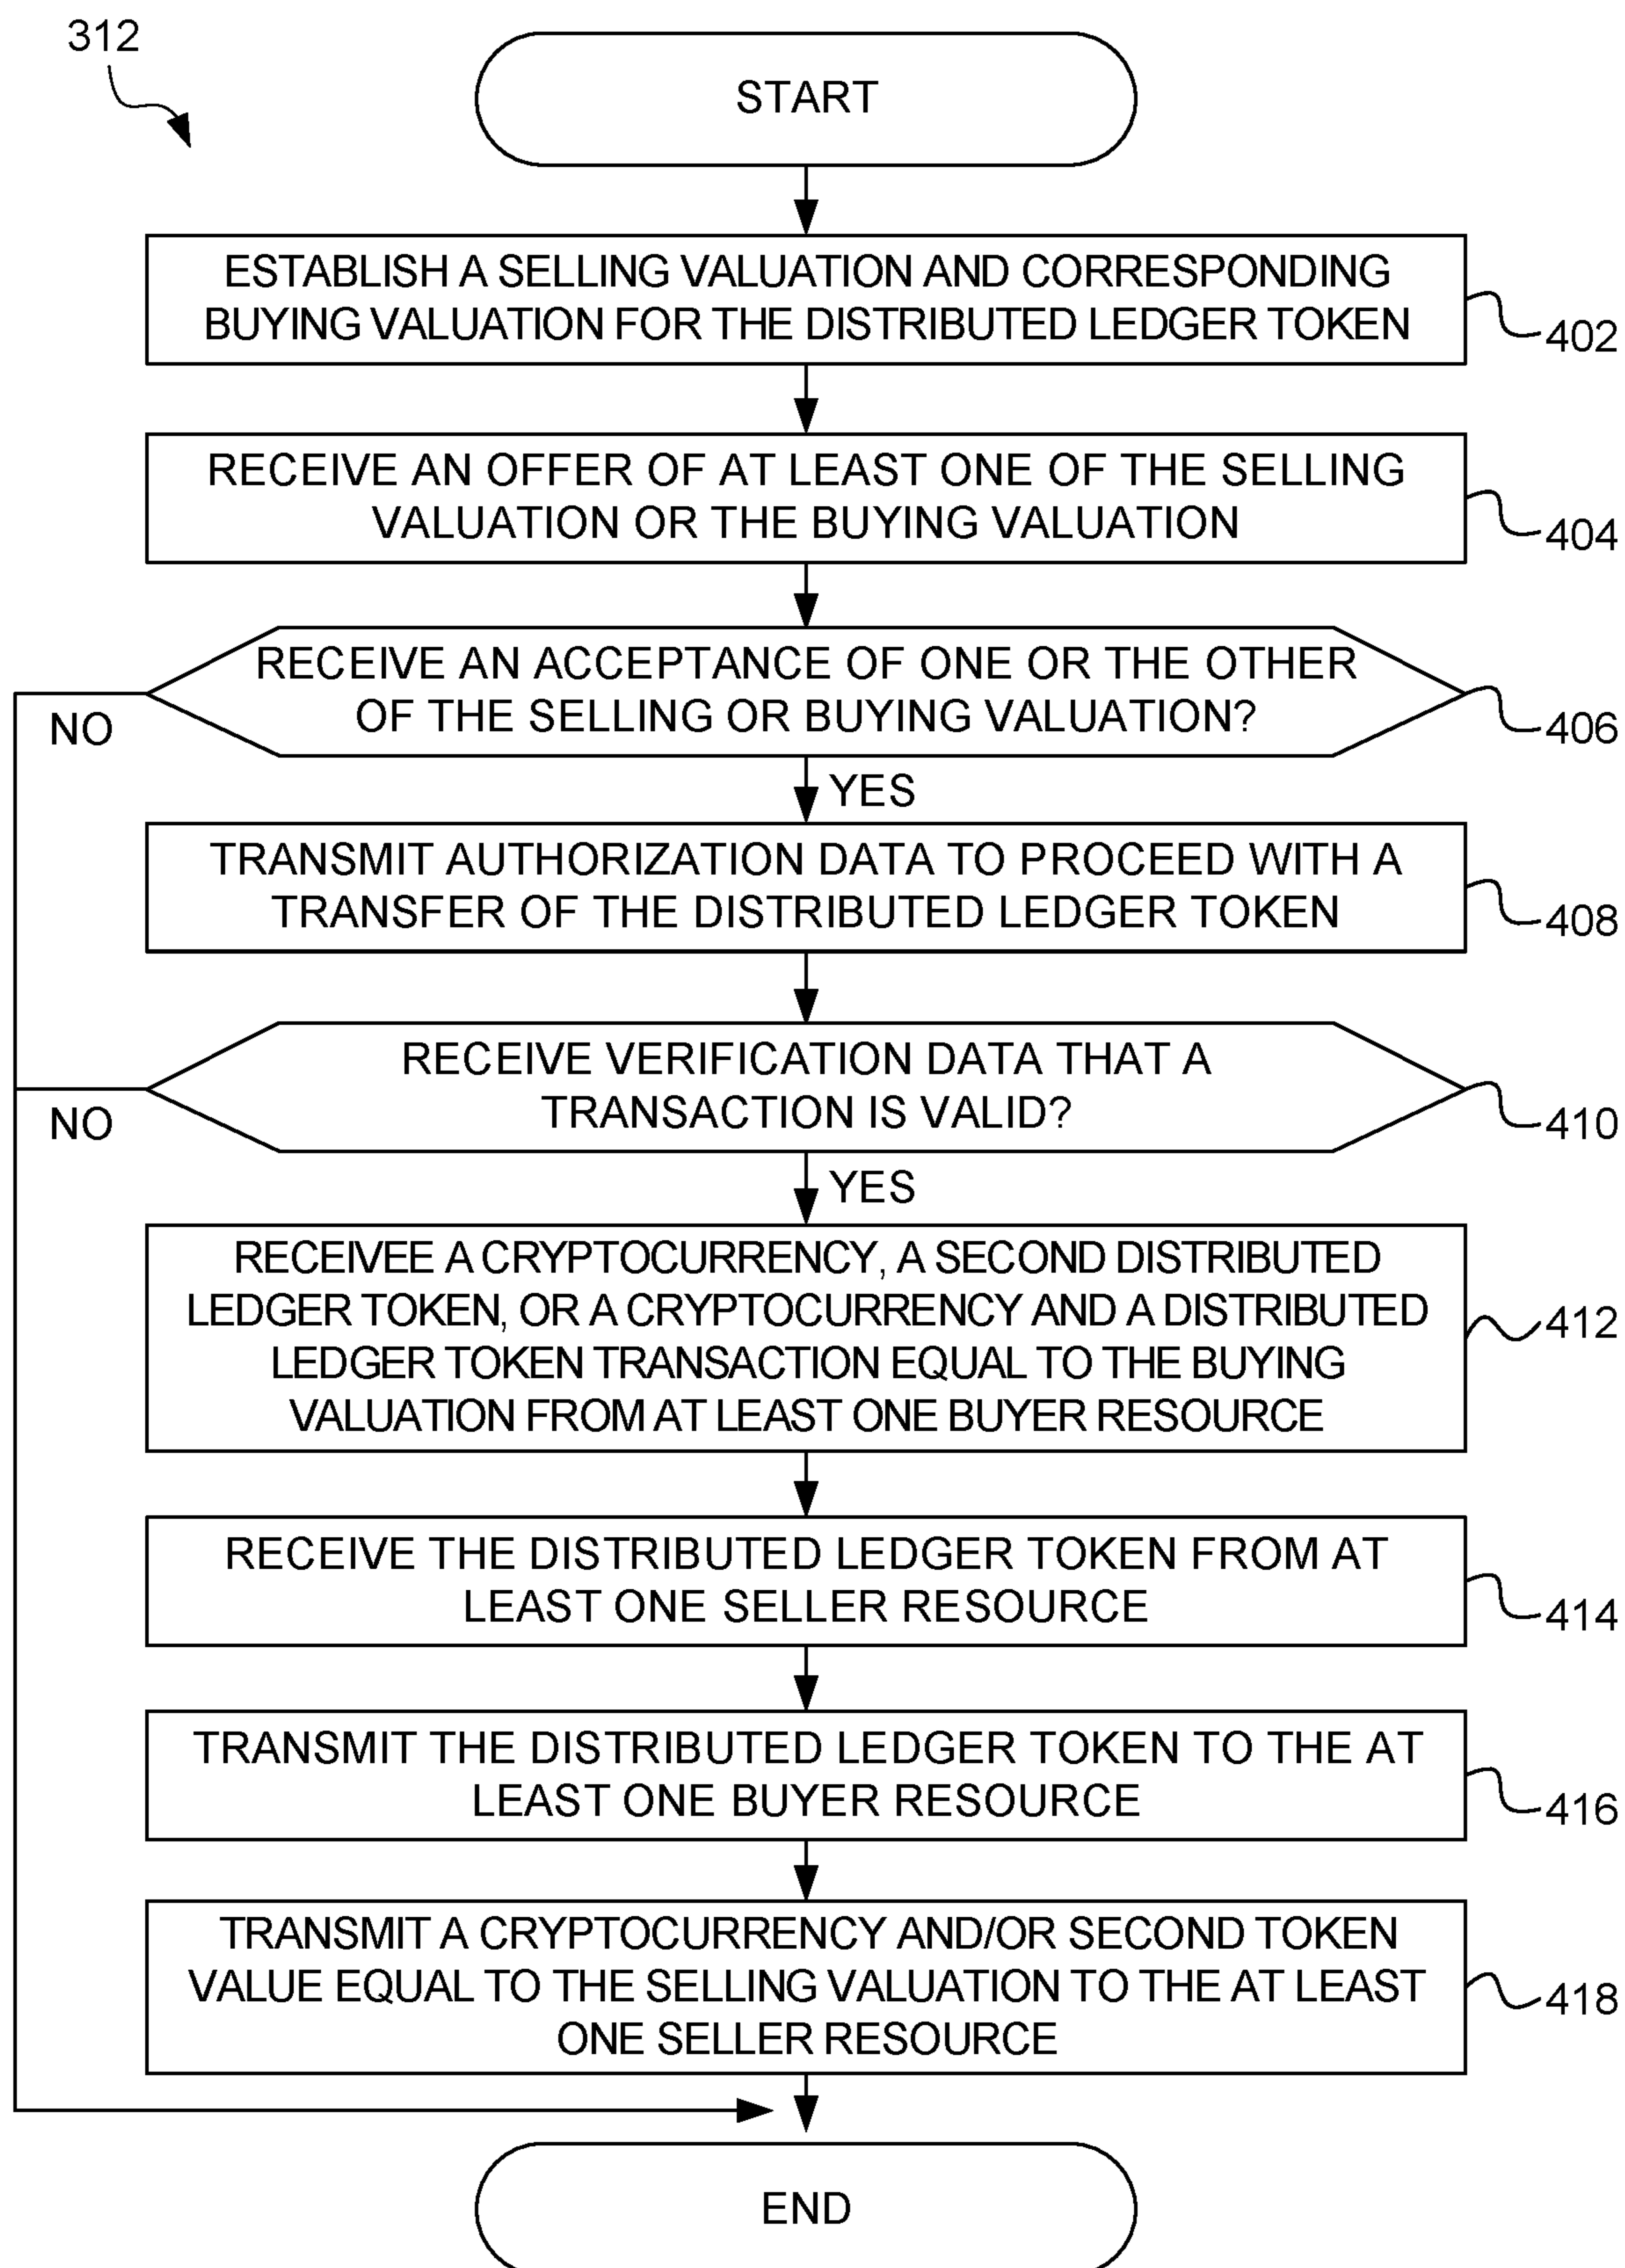 312
START
ESTABLISH A SELLING VALUATION AND CORRESPONDING
BUYING VALUATION FOR THE DISTRIBUTED LEDGER TOKEN
402
RECEIVE AN OFFER OF AT LEAST ONE OF THE SELLING
VALUATION OR THE BUYING VALUATION
404
RECEIVE AN ACCEPTANCE OF ONE OR THE OTHER
OF THE SELLING OR BUYING VALUATION?
406
NO
YES
TRANSMIT AUTHORIZATION DATA TO PROCEED WITH A
TRANSFER OF THE DISTRIBUTED LEDGER TOKEN
408
RECEIVE VERIFICATION DATA THAT A
TRANSACTION IS VALID?
410
NO
YES
RECEIVEE A CRYPTOCURRENCY, A SECOND DISTRIBUTED
LEDGER TOKEN, OR A CRYPTOCURRENCY AND A DISTRIBUTED
LEDGER TOKEN TRANSACTION EQUAL TO THE BUYING
VALUATION FROM AT LEAST ONE BUYER RESOURCE
412
RECEIVE THE DISTRIBUTED LEDGER TOKEN FROM AT
LEAST ONE SELLER RESOURCE
414
TRANSMIT THE DISTRIBUTED LEDGER TOKEN TO THE AT
LEAST ONE BUYER RESOURCE
416
TRANSMIT A CRYPTOCURRENCY AND/OR SECOND TOKEN
VALUE EQUAL TO THE SELLING VALUATION TO THE AT LEAST
ONE SELLER RESOURCE
418
END